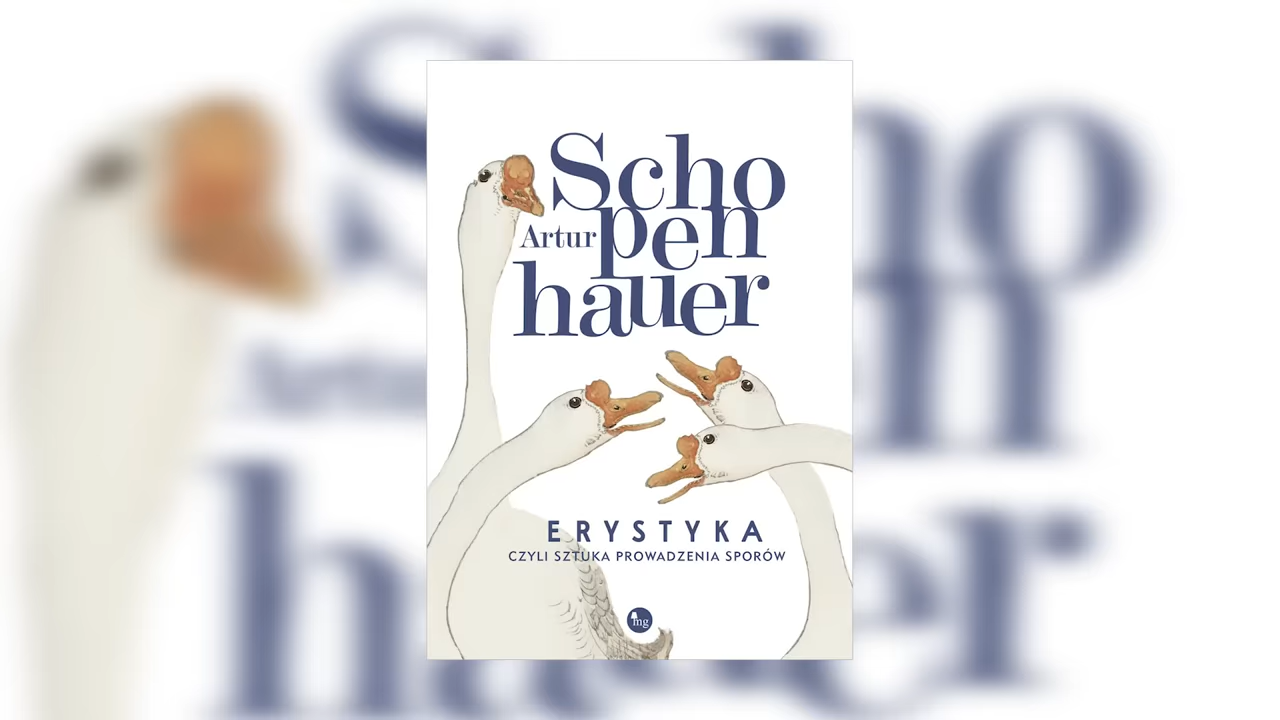 Scho
Artur pen
hauer
ERYSTYKA
CZYLI SZTUKA PROWADZENIA SPORÓW
mg